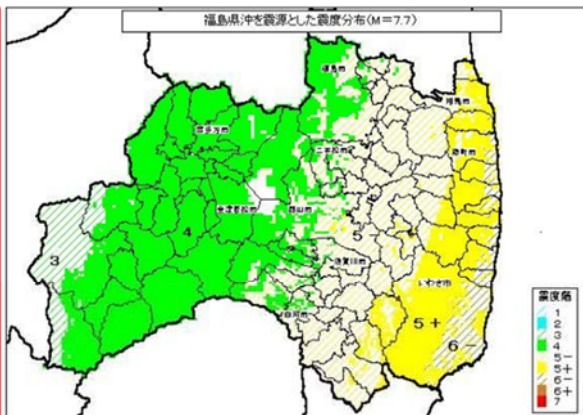 福島県沖を震源とした震度分布(M=7.7)
福島市
相馬市
喜多方市
二本松市
原町市
会津若松市
郡山市
4
5
3
須賀川市
いわき市
白河市
5+
6-
震度階
1
2
3
4
5-
5+
6-
6+
7